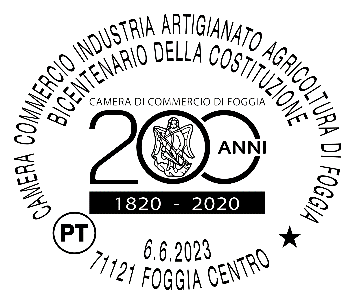 CAMERA COMMERCIO INDUSTRIA ARTIGIANATO AGRICOLTURA DI FOGGIA
BICENTENARIO DELLA COSTITUZIONE
CAMERA DI COMMERCIO DI FOGGIA
200 ANNI
1820 - 2020
PT
6.6.2023
71121 FOGGIA CENTRO